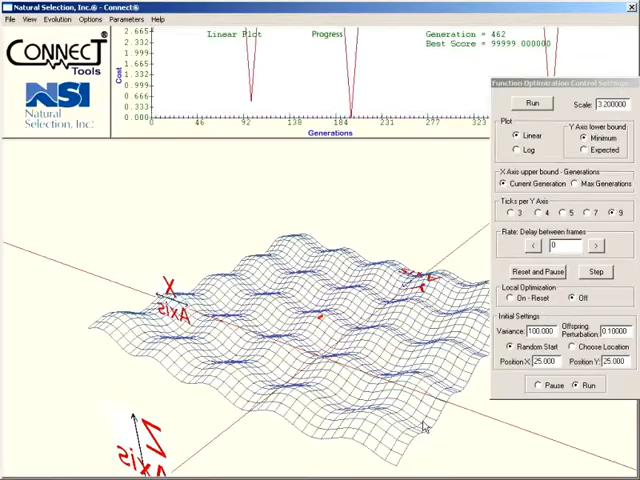 Natural Selection, Inc.® - Connect®
File View Evolution Options Parameters Help
CONNECT®
Tools
NSI
Natural Selection, Inc.
2.665
2.331
1.999
1.666
1.332
0.999
0.666
0.333
0.000
Cost
Linear Plot
Progress
Generation = 462
Best Score = 99999.000000
0 46 92 138 184 231 277 323
Generations
Function Optimization Control Settings
Run
Scale: 3.200000
Plot
Linear
Log
Y Axis lower bound
Minimum
Expected
X Axis upper bound - Generations
Current Generation
Max Generations
Ticks per Y Axis
3 4 5 7 9
Rate: Delay between frames
< 0 >
Reset and Pause
Step
Local Optimization
On - Reset
Off
Initial Settings
Variance: 100.000
Offspring Perturbation: 0.10000
Random Start
Choose Location
Position X: 25.000
Position Y: 25.000
Pause
Run
X
Axis
Z
Axis